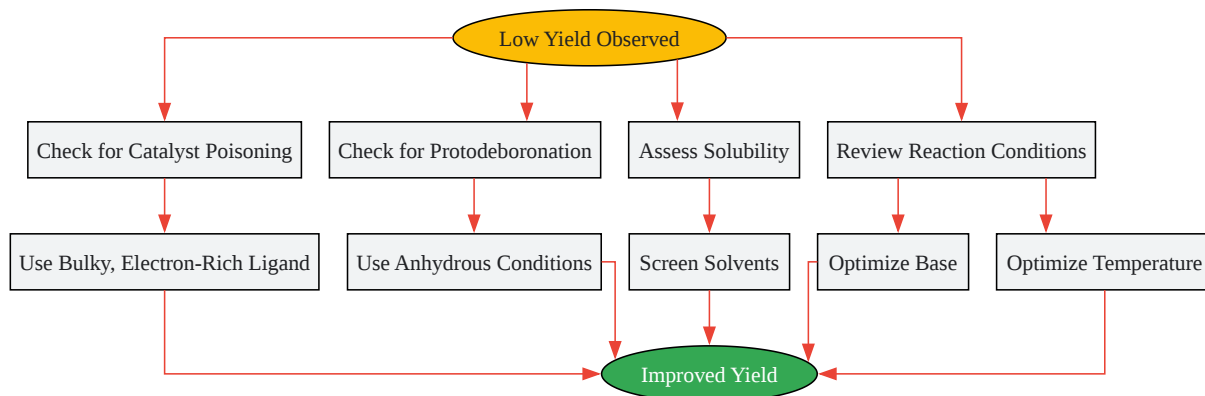 Low Yield Observed
Check for Catalyst Poisoning
Check for Protodeboronation
Assess Solubility
Review Reaction Conditions
Use Bulky, Electron-Rich Ligand
Use Anhydrous Conditions
Screen Solvents
Optimize Base
Optimize Temperature
Improved Yield